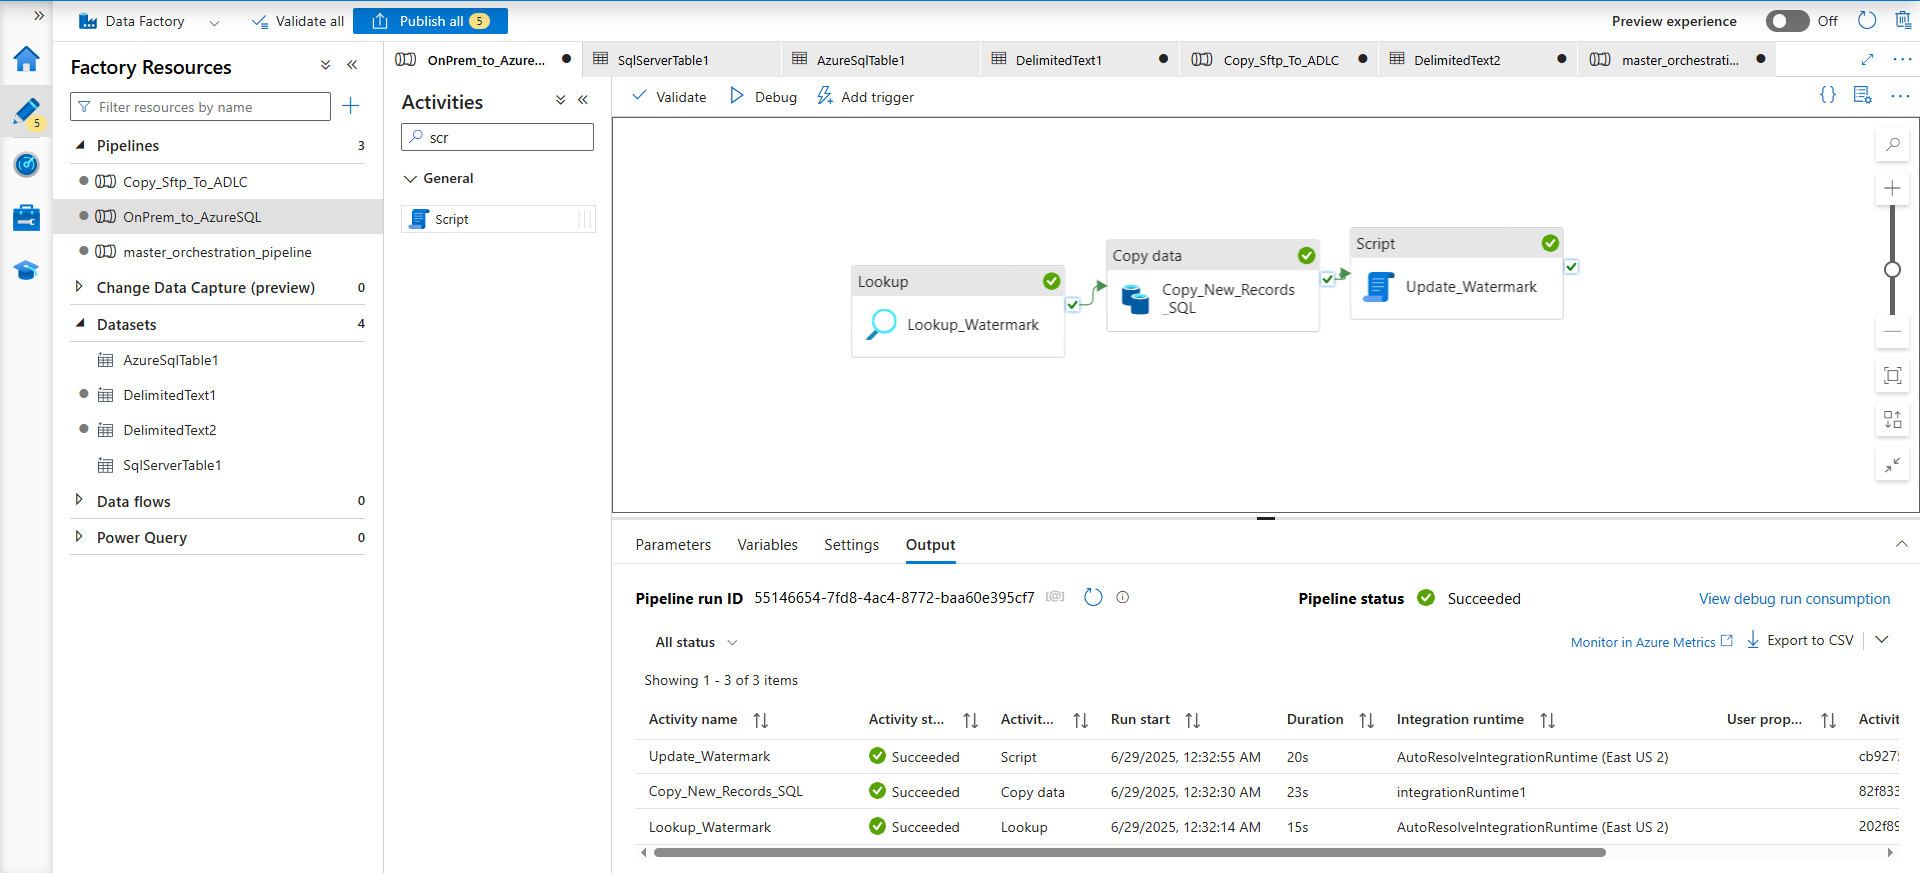 Data Factory
Validate all
Publish all 5
Preview experience
Off
5
Factory Resources
Filter resources by name
Pipelines 3
Copy_Sftp_To_ADLC
OnPrem_to_AzureSQL
master_orchestration_pipeline
Change Data Capture (preview) 0
Datasets 4
AzureSqlTable1
DelimitedText1
DelimitedText2
SqlServerTable1
Data flows 0
Power Query 0
OnPrem_to_Azure...
SqlServerTable1
AzureSqlTable1
DelimitedText1
Copy_Sftp_To_ADLC
DelimitedText2
master_orchestrati...
Activities
scr
General
Script
Validate
Debug
Add trigger
Lookup
Lookup_Watermark
Copy data
Copy_New_Records
_SQL
Script
Update_Watermark
Parameters
Variables
Settings
Output
Pipeline run ID 55146654-7fd8-4ac4-8772-baa60e395cf7
Pipeline status Succeeded
View debug run consumption
All status
Monitor in Azure Metrics
Export to CSV
Showing 1 - 3 of 3 items
Activity name Activity st... Activit... Run start Duration Integration runtime User prop... Activit
Update_Watermark Succeeded Script 6/29/2025, 12:32:55 AM 20s AutoResolveIntegrationRuntime (East US 2) cb927
Copy_New_Records_SQL Succeeded Copy data 6/29/2025, 12:32:30 AM 23s integrationRuntime1 82f833
Lookup_Watermark Succeeded Lookup 6/29/2025, 12:32:14 AM 15s AutoResolveIntegrationRuntime (East US 2) 202f89